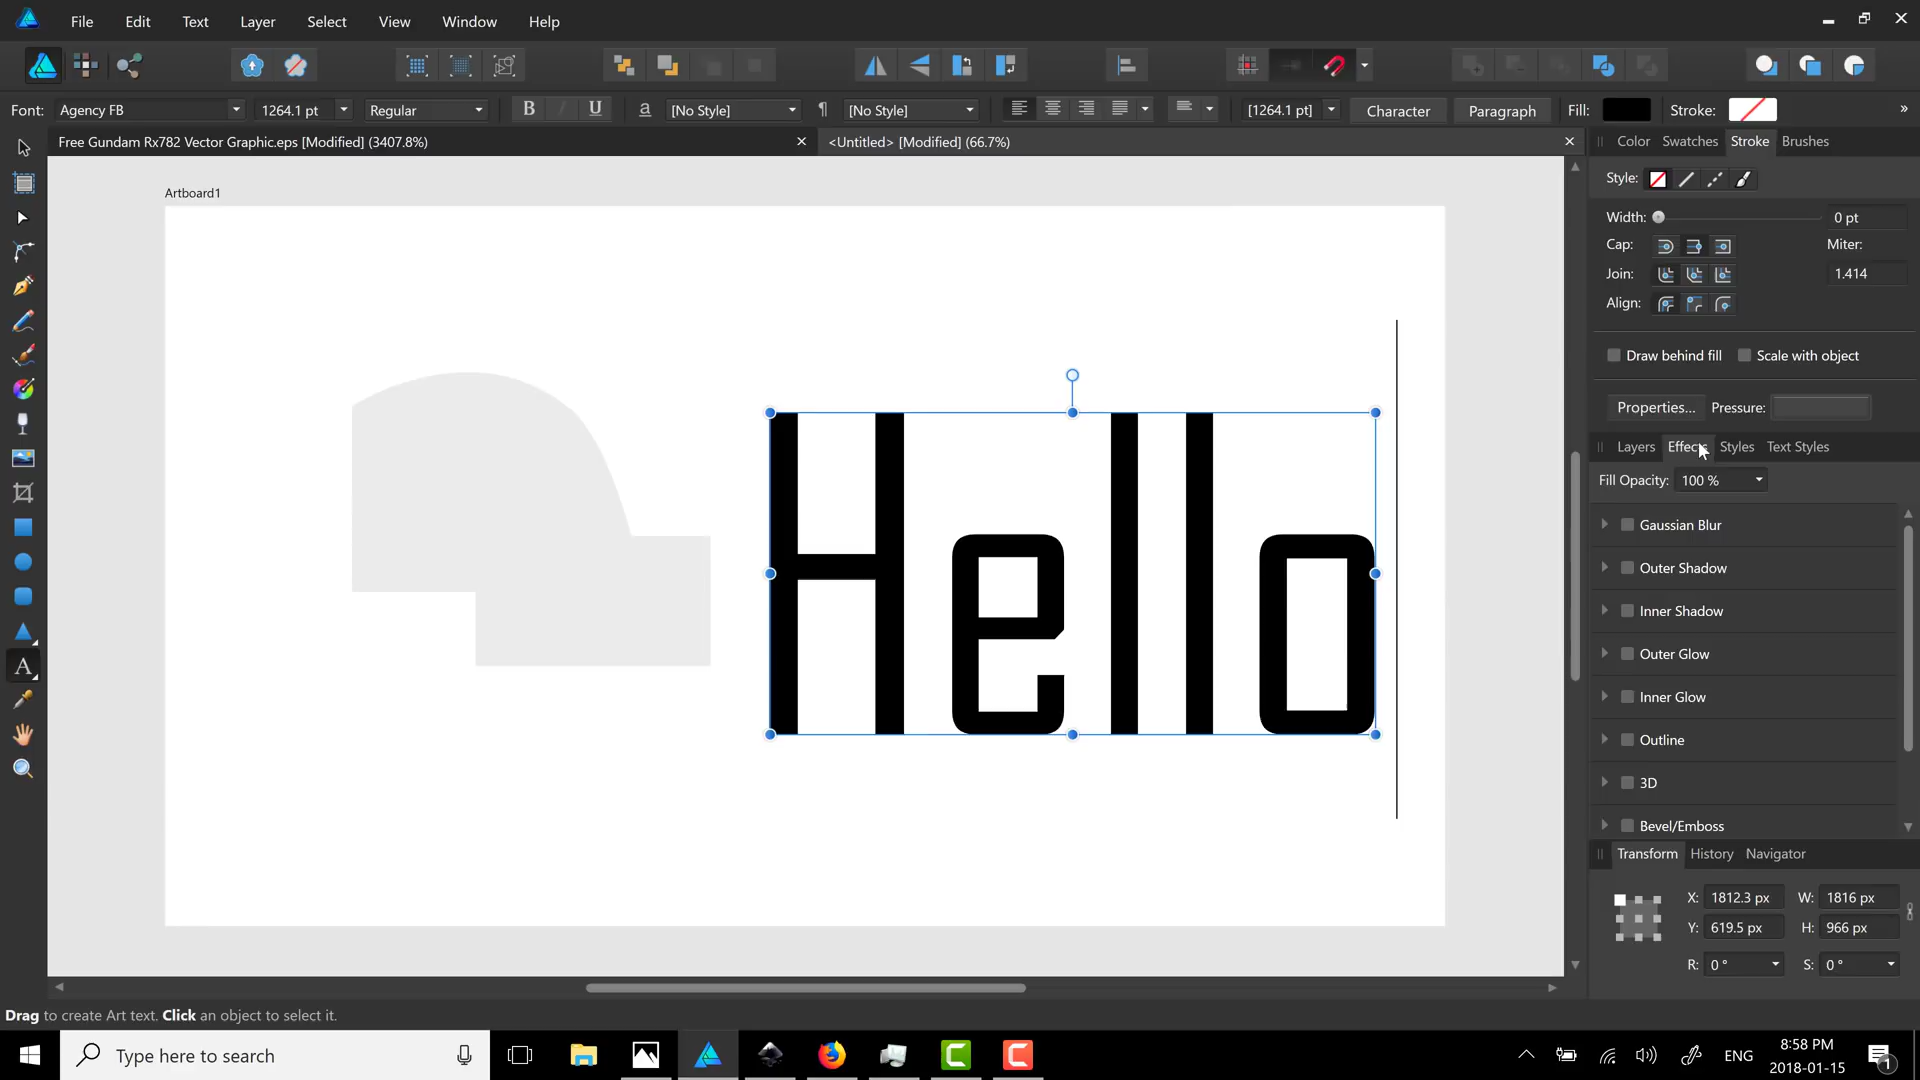 File Edit Text Layer Select View Window Help
Font: Agency FB 1264.1 pt Regular B I U a [No Style] ¶ [No Style] [1264.1 pt] Character Paragraph Fill: Stroke: »
Free Gundam Rx782 Vector Graphic.eps [Modified] (3407.8%)
<Untitled> [Modified] (66.7%)
Color Swatches Stroke Brushes
Style:
Width: 0 pt
Cap: Miter:
Join: 1.414
Align:
Draw behind fill Scale with object
Properties... Pressure:
Layers Effects Styles Text Styles
Fill Opacity: 100 %
Gaussian Blur
Outer Shadow
Inner Shadow
Outer Glow
Inner Glow
Outline
3D
Bevel/Emboss
Transform History Navigator
X: 1812.3 px W: 1816 px
Y: 619.5 px H: 966 px
R: 0 ° S: 0 °
Artboard1
Hello
A
Drag to create Art text. Click an object to select it.
Type here to search
ENG
8:58 PM
2018-01-15
1